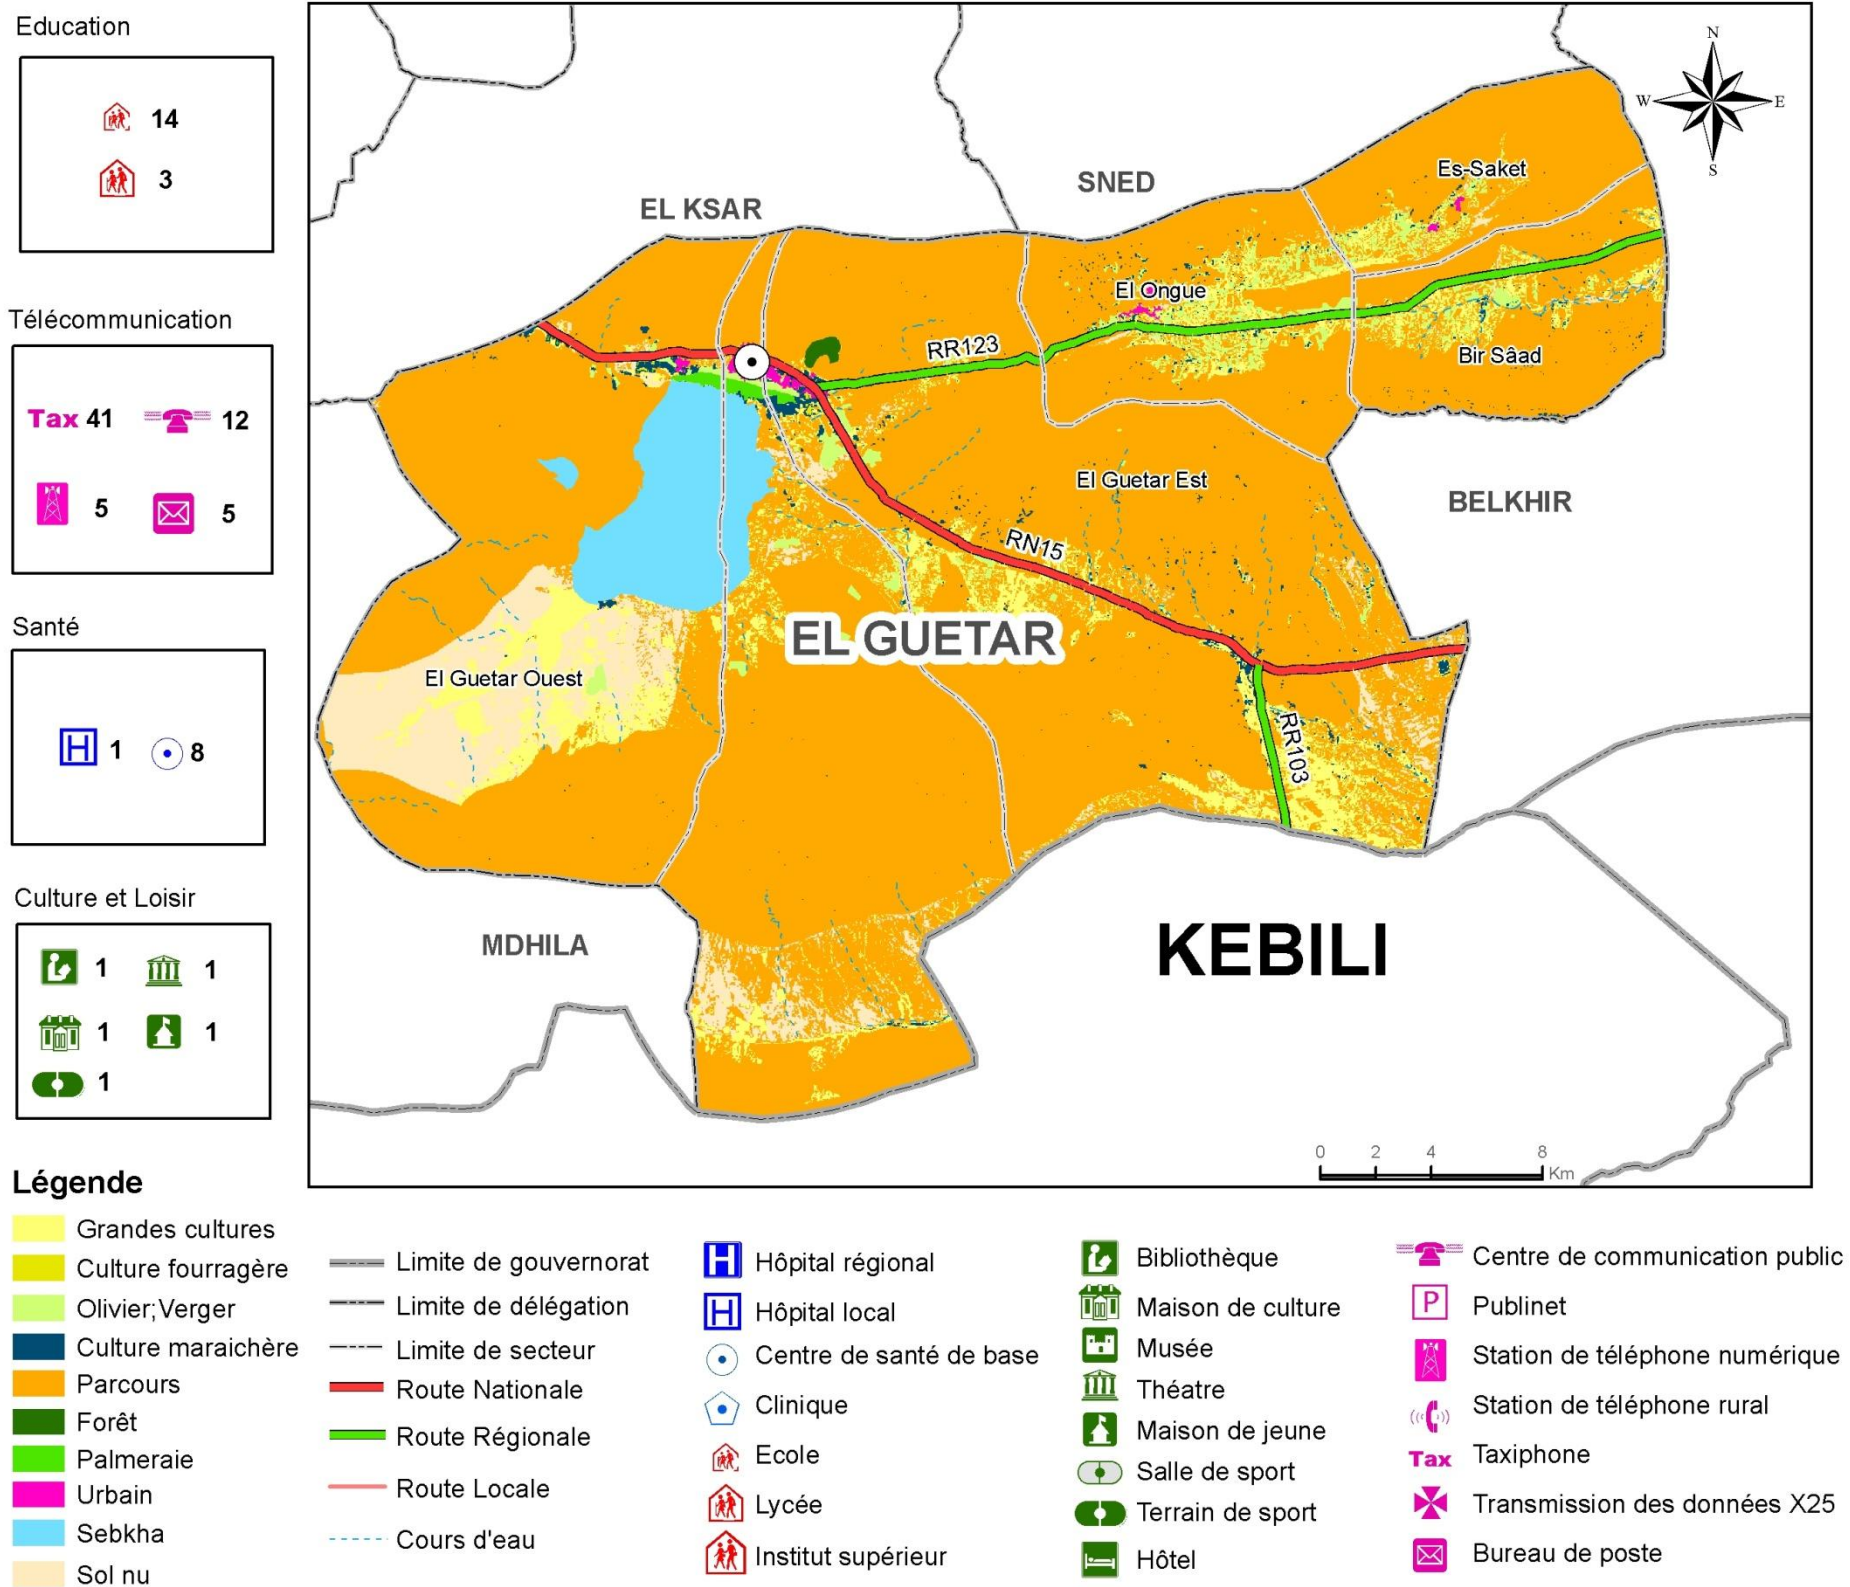 Education
14
3
Télécommunication
Tax 41
12
5
5
Santé
H 1
8
Culture et Loisir
1
1
1
1
1
N
W
E
S
EL KSAR
SNED
Es-Saket
El Ongue
RR123
Bir Sâad
El Guetar Est
BELKHIR
RN15
EL GUETAR
El Guetar Ouest
RR103
MDHILA
KEBILI
0 2 4 8
Km
Légende
Grandes cultures
Culture fourragère
Olivier;Verger
Culture maraichère
Parcours
Forêt
Palmeraie
Urbain
Sebkha
Sol nu
Limite de gouvernorat
Limite de délégation
Limite de secteur
Route Nationale
Route Régionale
Route Locale
Cours d'eau
H Hôpital régional
H Hôpital local
Centre de santé de base
Clinique
Ecole
Lycée
Institut supérieur
Bibliothèque
Maison de culture
Musée
Théatre
Maison de jeune
Salle de sport
Terrain de sport
Hôtel
Centre de communication public
P Publinet
Station de téléphone numérique
Station de téléphone rural
Tax Taxiphone
Transmission des données X25
Bureau de poste